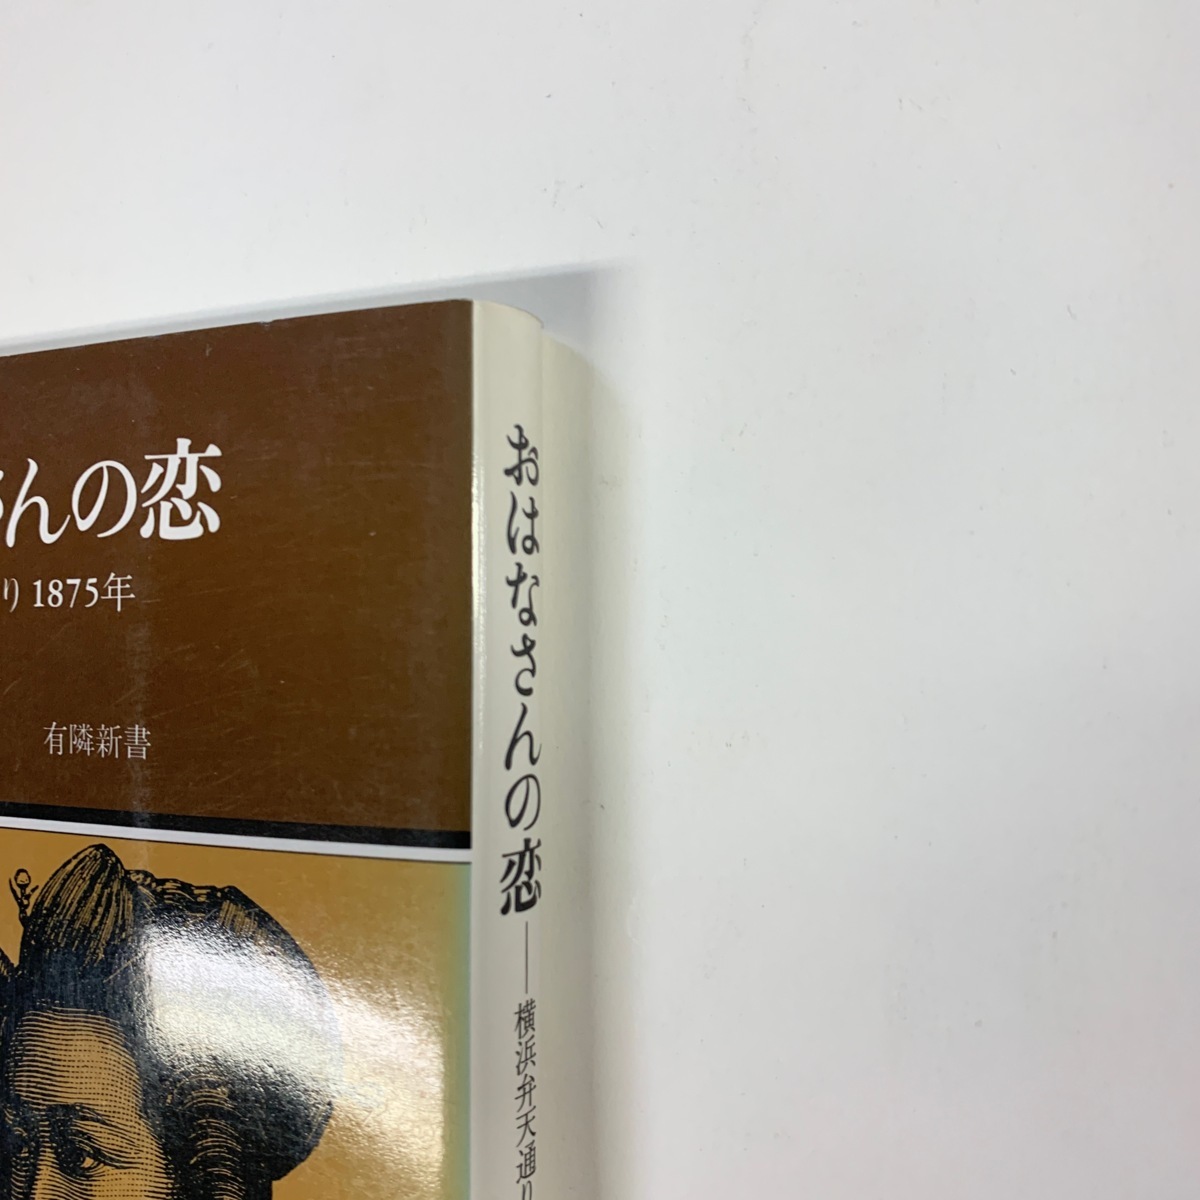 さんの恋
り 1875年
有隣新書
おはなさんの恋──横浜弁天通り